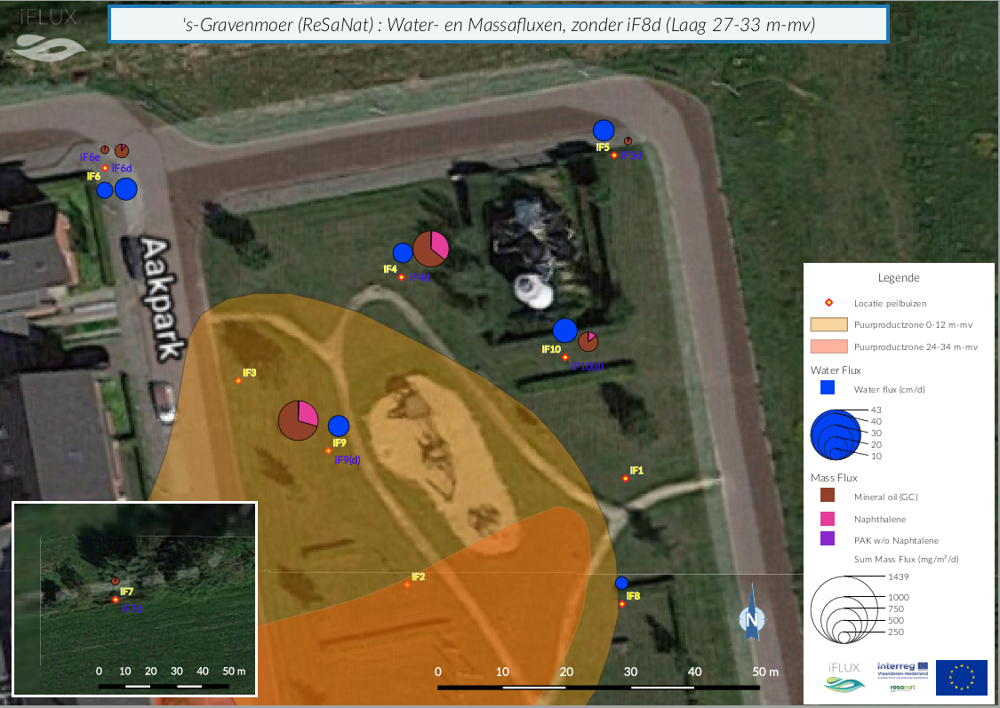 iFLUX
's-Gravenmoer (ReSaNat) : Water- en Massafluxen, zonder iF8d (Laag 27-33 m-mv)
iF5
iF5d
iF6e
iF6d
iF6
Aakpark
iF4
iF4d
iF10
iF10(d)
iF3
iF9
iF9(d)
iF1
iF2
iF8
iF7
iF7d
0 10 20 30 40 50 m
0 10 20 30 40 50 m
N
Legende
Locatie peilbuizen
Puurproductzone 0-12 m-mv
Puurproductzone 24-34 m-mv
Water Flux
Water flux (cm/d)
43
40
30
20
10
Mass Flux
Mineral oil (GC)
Naphthalene
PAK w/o Naphtalene
Sum Mass Flux (mg/m²/d)
1439
1000
750
500
250
iFLUX
Interreg
Vlaanderen-Nederland
resanat